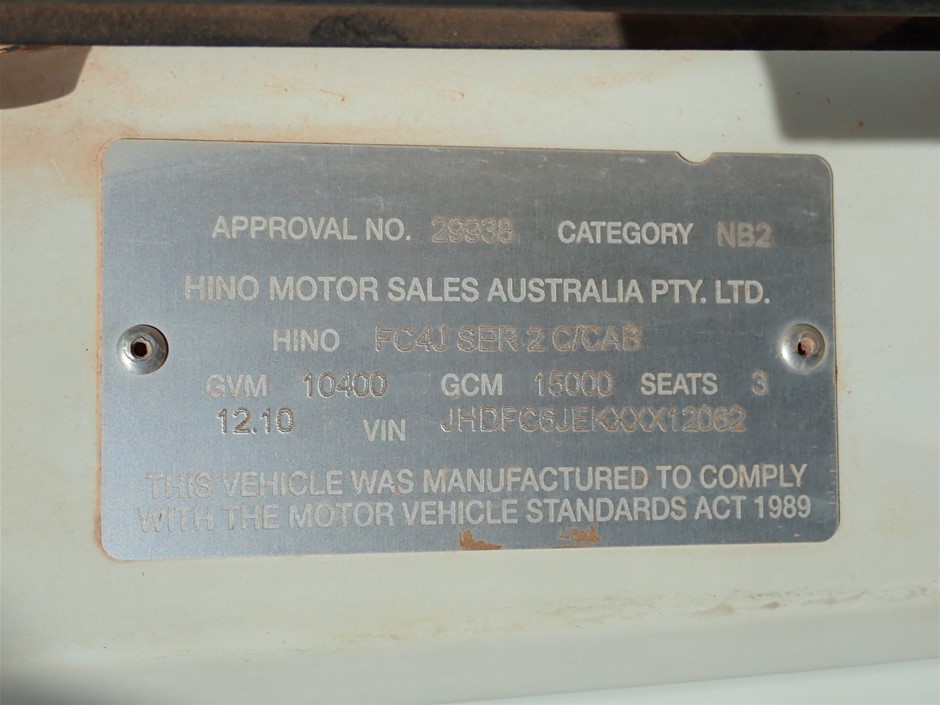 APPROVAL NO. 29938 CATEGORY NB2
HINO MOTOR SALES AUSTRALIA PTY. LTD.
HINO FC4J SER 2 C/CAB
GVM 10400 GCM 15000 SEATS 3
12.10 VIN JHDFC6JEKXXX12062
THIS VEHICLE WAS MANUFACTURED TO COMPLY
WITH THE MOTOR VEHICLE STANDARDS ACT 1989